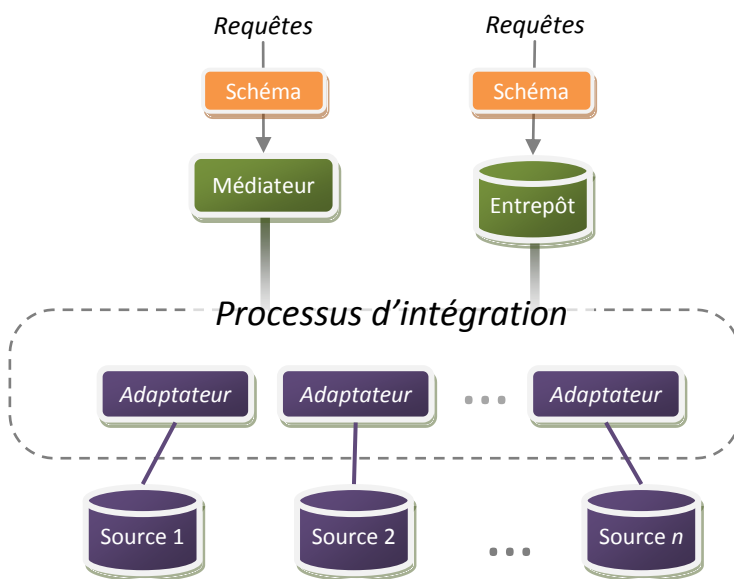 Requêtes
Requêtes
Schéma
Schéma
Médiateur
Entrepôt
Processus d’intégration
Adaptateur
Adaptateur
...
Adaptateur
Source 1
Source 2
...
Source n